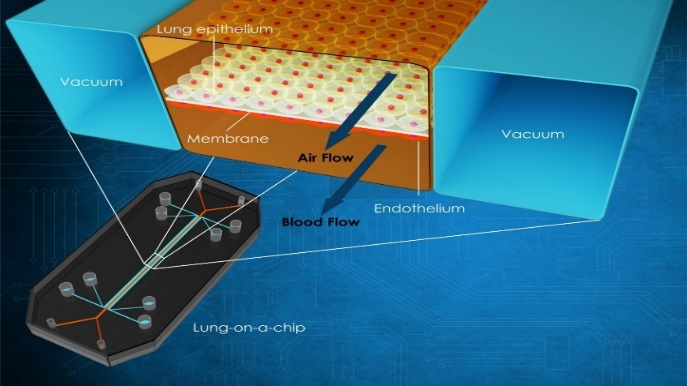 Lung epithelium
Vacuum
Membrane
Vacuum
Air Flow
Endothelium
Blood Flow
Lung-on-a-chip